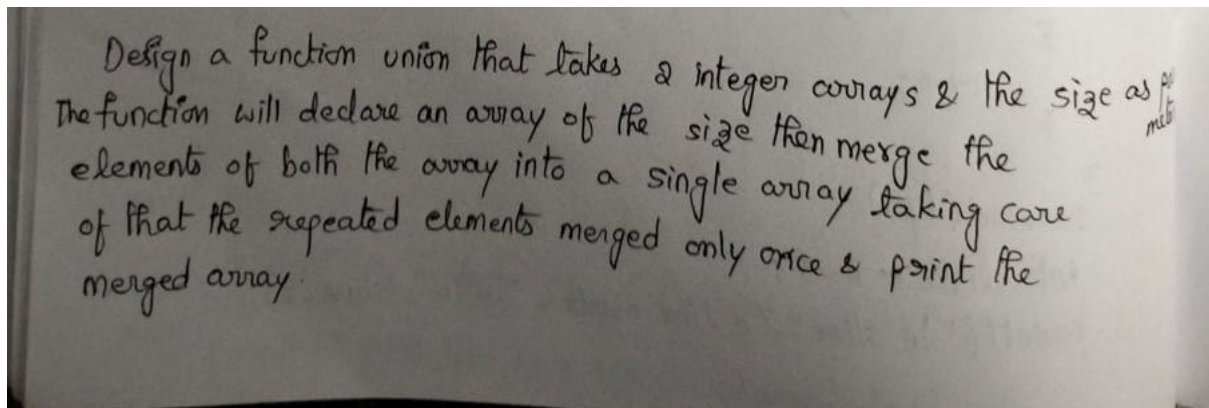 Design a function union that takes 2 integer arrays & the size as
The function will declare an array of the size then merge the
elements of both the array into a single array taking care
of that the repeated elements merged only once & print the
merged array.